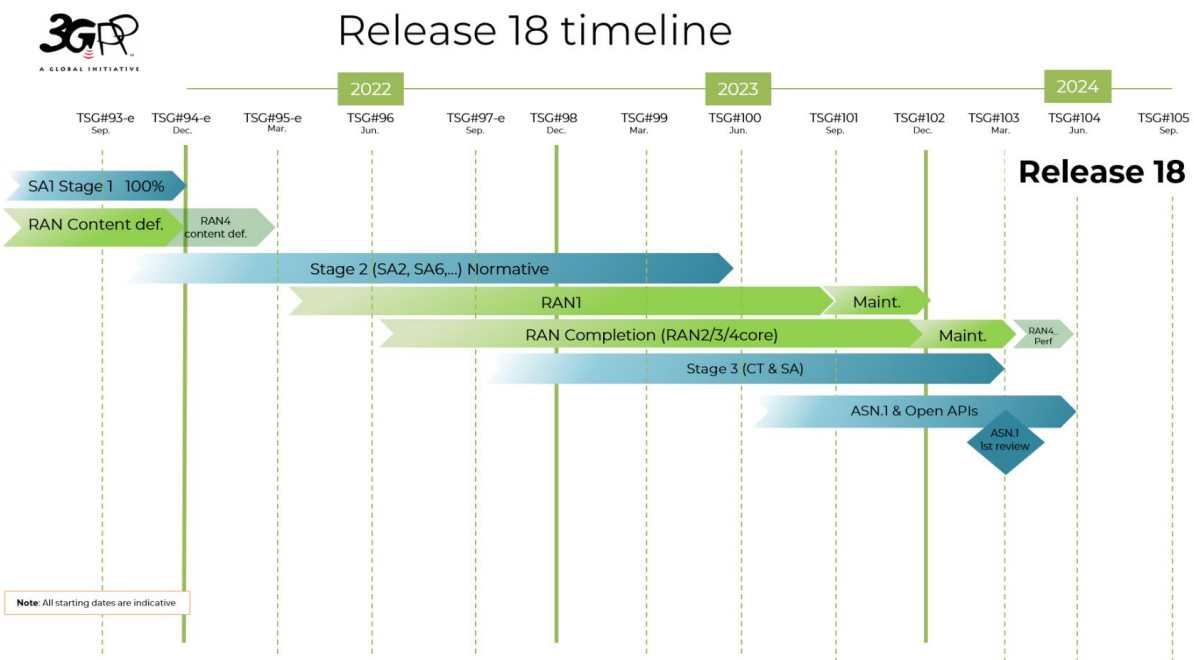 3GPP
TM
A GLOBAL INITIATIVE
Release 18 timeline
2022
2023
2024
TSG#93-e
Sep.
TSG#94-e
Dec.
TSG#95-e
Mar.
TSG#96
Jun.
TSG#97-e
Sep.
TSG#98
Dec.
TSG#99
Mar.
TSG#100
Jun.
TSG#101
Sep.
TSG#102
Dec.
TSG#103
Mar.
TSG#104
Jun.
TSG#105
Sep.
Release 18
SA1 Stage 1 100%
RAN Content def.
RAN4
content def.
Stage 2 (SA2, SA6,...) Normative
RAN1
Maint.
RAN Completion (RAN2/3/4core)
Maint.
RAN4_
Perf
Stage 3 (CT & SA)
ASN.1 & Open APIs
ASN.1
1st review
Note: All starting dates are indicative